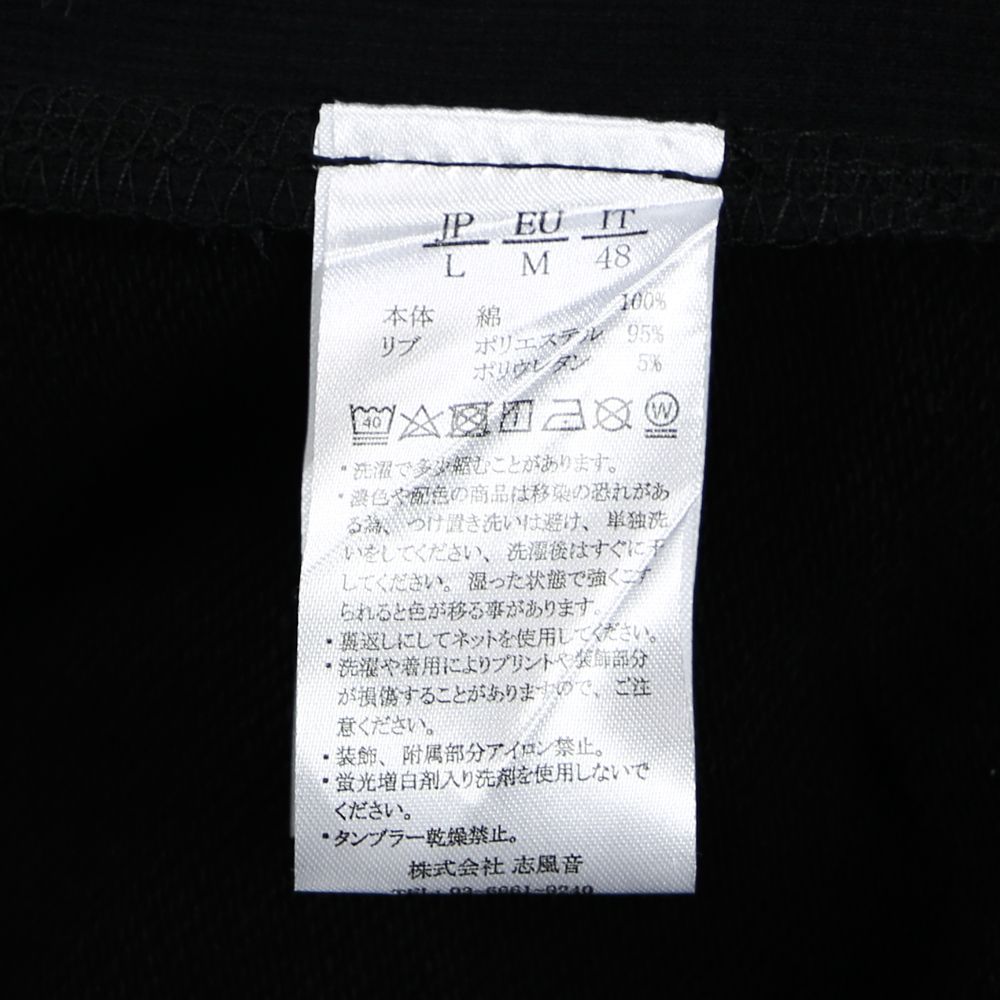 JP EU IT
L M 48
本体 綿 100%
リブ ポリエステル 95%
ポリウレタン 5%
40 W
・洗濯で多少縮むことがあります。
・濃色や配色の商品は移染の恐れがあ
る為、つけ置き洗いは避け、単独洗
いをしてください、洗濯後はすぐに干
してください。湿った状態で強くこす
られると色が移る事があります。
・裏返しにしてネットを使用してください。
・洗濯や着用によりプリントや装飾部分
が損傷することがありますので、ご注
意ください。
・装飾、附属部分アイロン禁止。
・蛍光増白剤入り洗剤を使用しないで
ください。
・タンブラー乾燥禁止。
株式会社 志風音